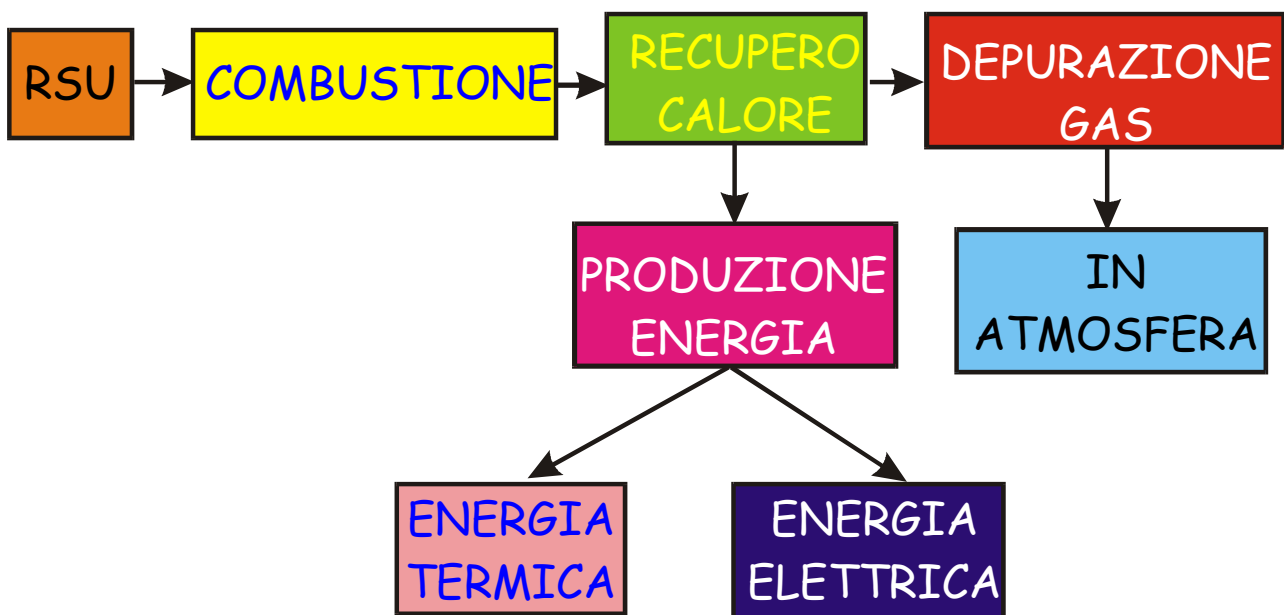 RSU
COMBUSTIONE
RECUPERO
CALORE
DEPURAZIONE
GAS
PRODUZIONE
ENERGIA
IN
ATMOSFERA
ENERGIA
TERMICA
ENERGIA
ELETTRICA